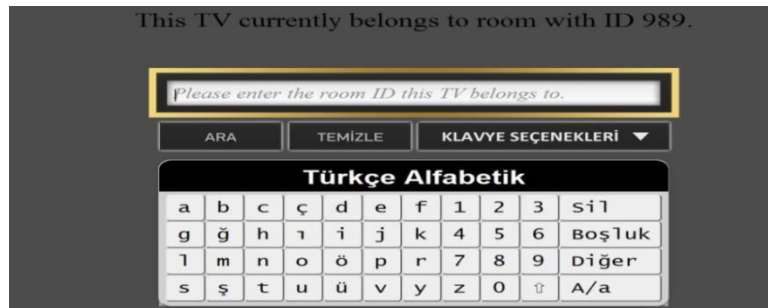 This TV currently belongs to room with ID 989.
Please enter the room ID this TV belongs to.
ARA TEMİZLE KLAVYE SEÇENEKLERİ ▼
Türkçe Alfabetik
a b c ç d e f 1 2 3 Sil
g ğ h ı i j k 4 5 6 Boşluk
l m n o ö p r 7 8 9 Diğer
s ş t u ü v y z 0 ⇧ A/a